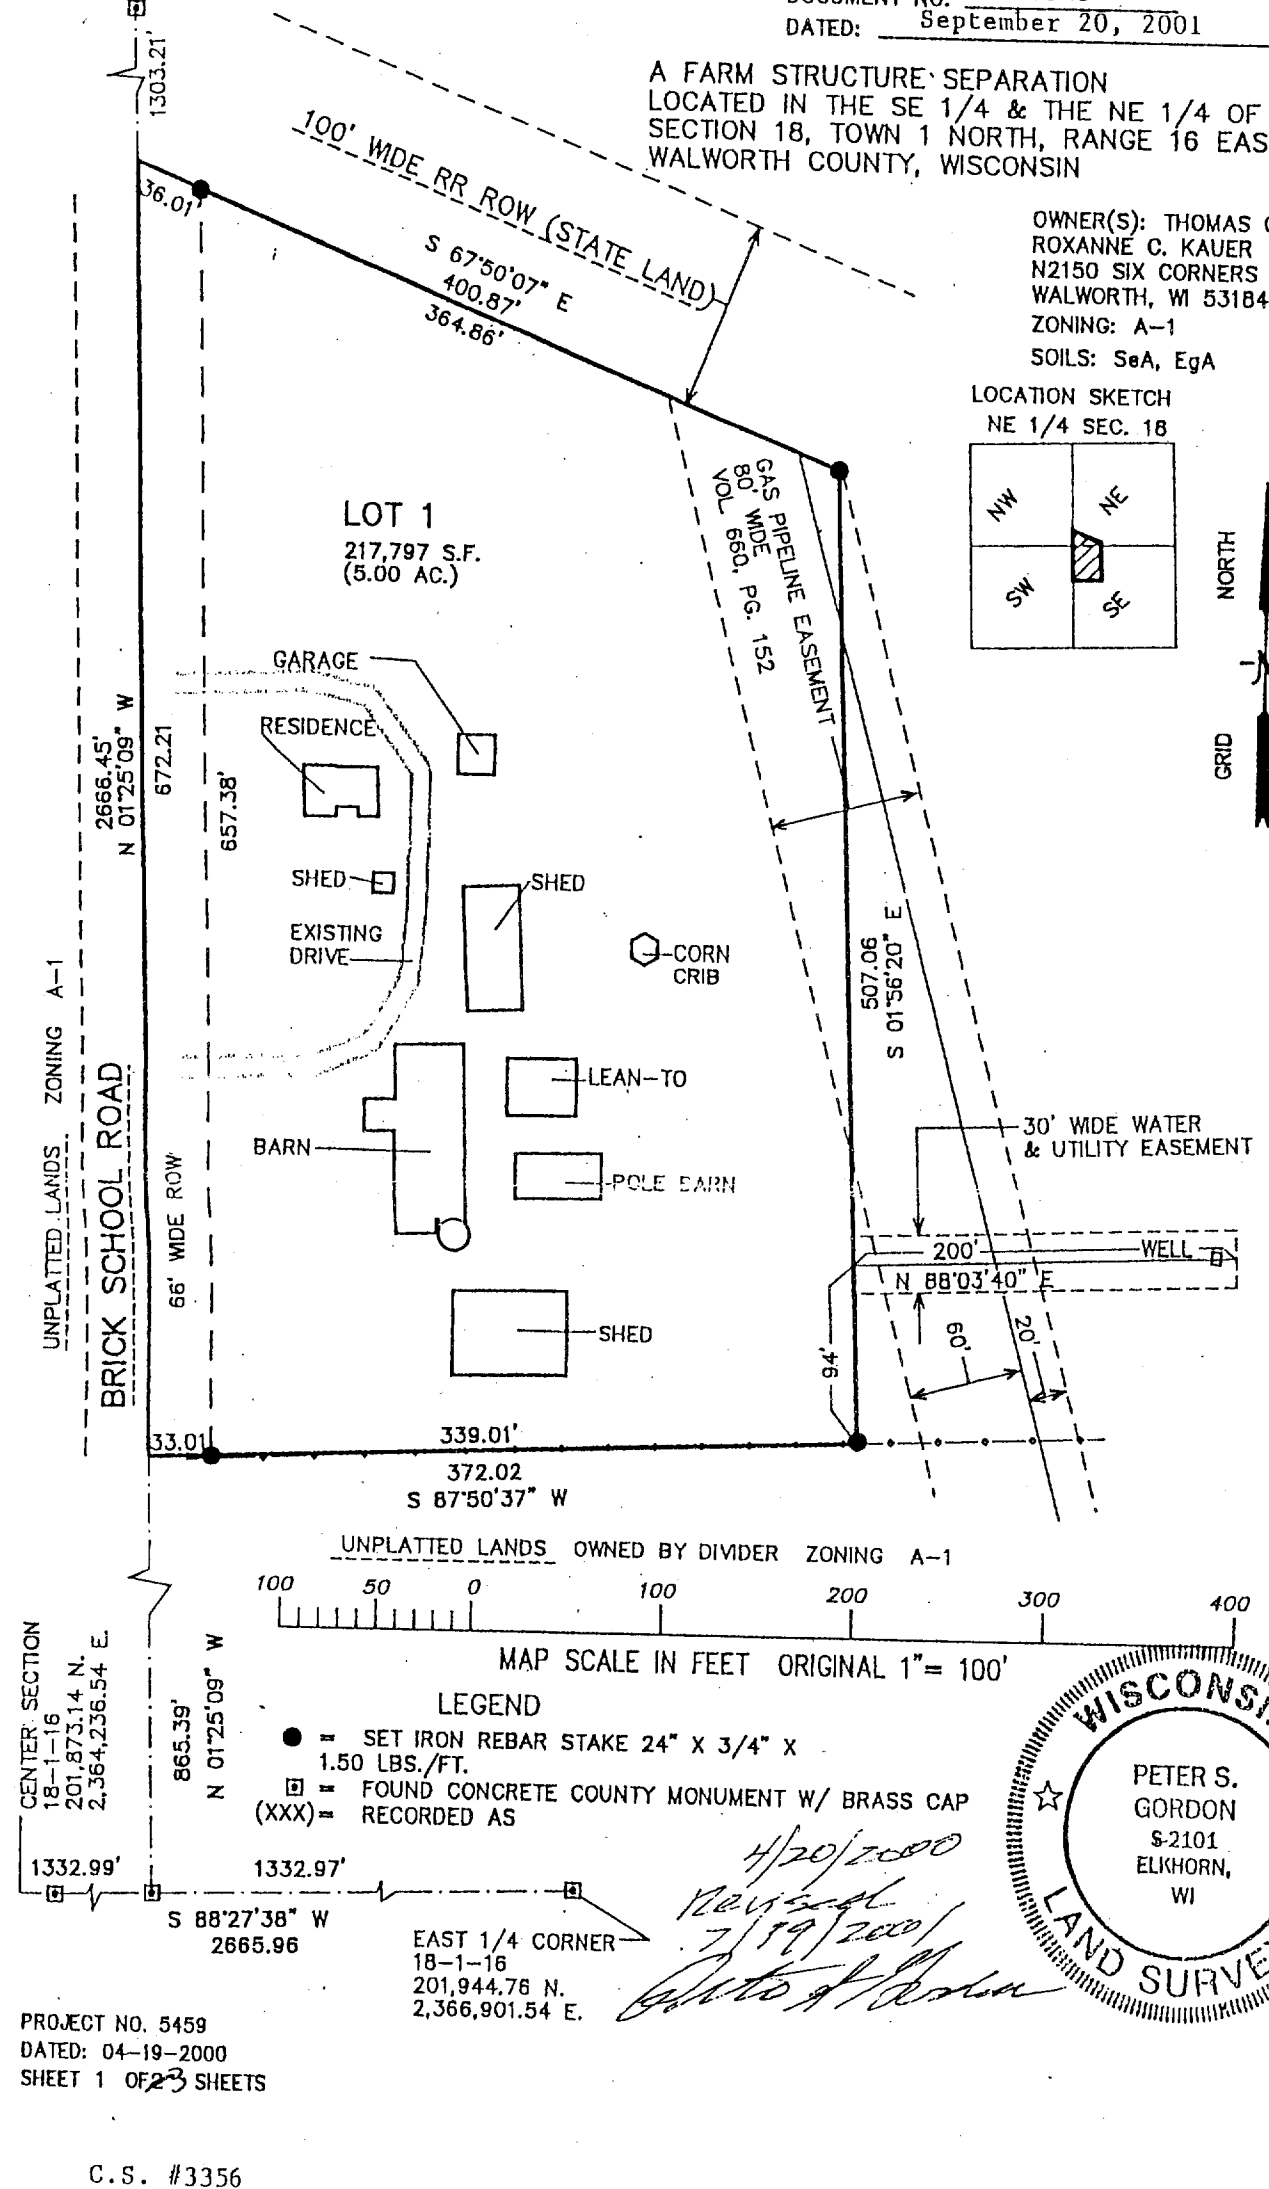 DATED: September 20, 2001
A FARM STRUCTURE SEPARATION
LOCATED IN THE SE 1/4 & THE NE 1/4 OF
SECTION 18, TOWN 1 NORTH, RANGE 16 EAS
WALWORTH COUNTY, WISCONSIN
1303.21'
100' WIDE RR ROW (STATE LAND)
36.01'
S 67°50'07" E
400.87'
364.86'
OWNER(S): THOMAS
ROXANNE C. KAUER
N2150 SIX CORNERS
WALWORTH, WI 53184
ZONING: A-1
SOILS: SeA, EgA
LOCATION SKETCH
NE 1/4 SEC. 18
NW
NE
SW
SE
NORTH
GRID
LOT 1
217,797 S.F.
(5.00 AC.)
GAS PIPELINE EASEMENT
80' WIDE
VOL. 660, PG. 152
GARAGE
RESIDENCE
2666.45'
N 01°25'09" W
672.21
657.38'
SHED
SHED
EXISTING
DRIVE
CORN
CRIB
507.06
S 01°56'20" E
UNPLATTED LANDS ZONING A-1
BRICK SCHOOL ROAD
66' WIDE ROW
LEAN-TO
BARN
POLE BARN
30' WIDE WATER
& UTILITY EASEMENT
200'
WELL
N 88°03'40" E
60'
20'
94'
SHED
33.01
339.01'
372.02
S 87°50'37" W
UNPLATTED LANDS OWNED BY DIVIDER ZONING A-1
100 50 0 100 200 300 400
MAP SCALE IN FEET ORIGINAL 1"= 100'
LEGEND
= SET IRON REBAR STAKE 24" X 3/4" X
1.50 LBS./FT.
= FOUND CONCRETE COUNTY MONUMENT W/ BRASS CAP
(XXX)= RECORDED AS
CENTER SECTION
18-1-16
201,873.14 N.
2,364,236.54 E.
865.39'
N 01°25'09" W
1332.99'
1332.97'
S 88°27'38" W
2665.96
EAST 1/4 CORNER
18-1-16
201,944.76 N.
2,366,901.54 E.
4/20/2000
Revised
7/19/2001
WISCONSI
PETER S.
GORDON
S-2101
ELKHORN,
WI
LAND SURVE
PROJECT NO. 5459
DATED: 04-19-2000
SHEET 1 OF 3 SHEETS
C.S. #3356